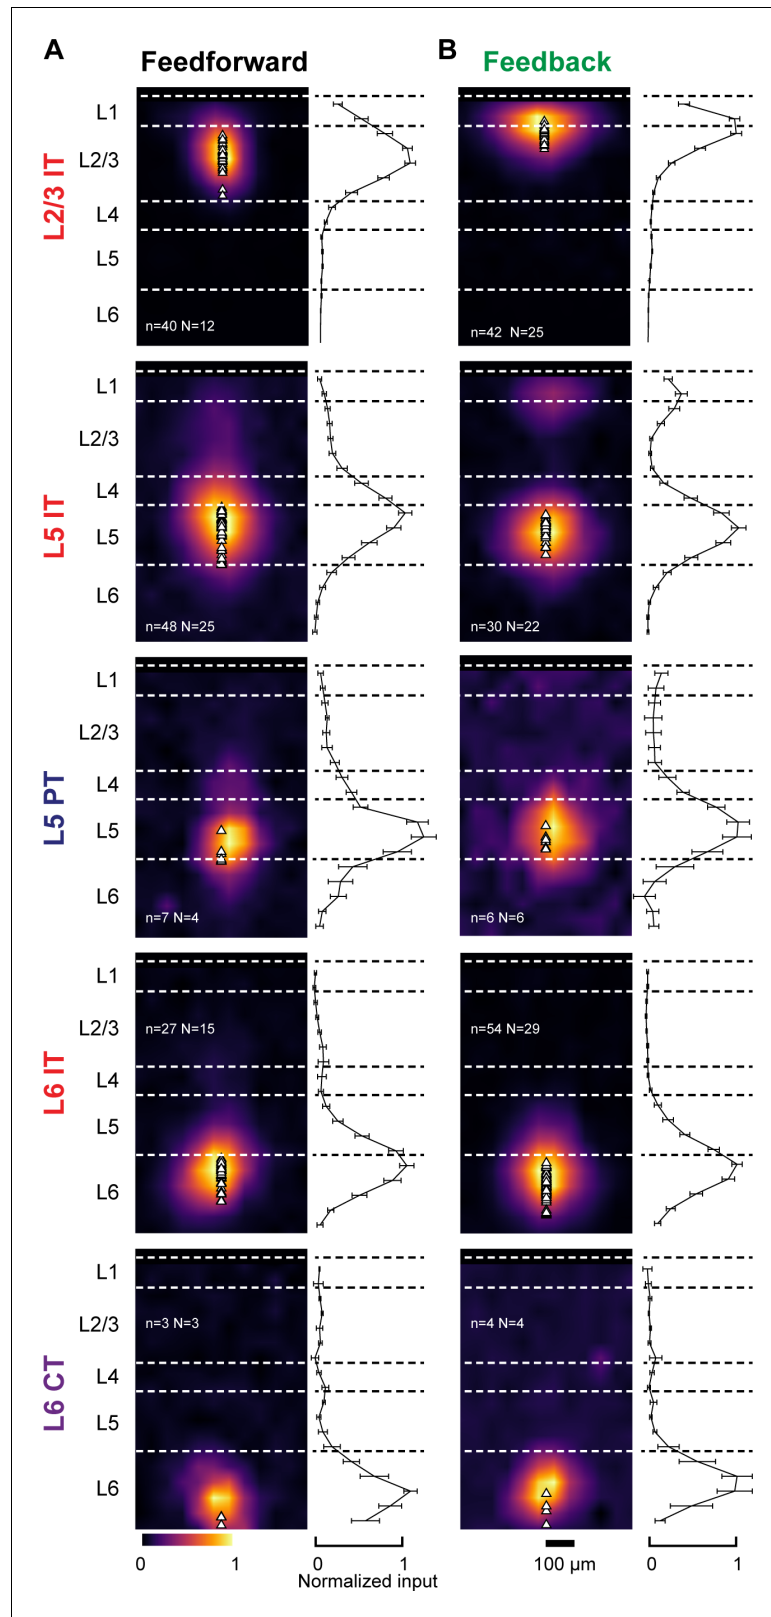 A
B
Feedforward
Feedback
L2/3 IT
L1
L2/3
L4
L5
L6
n=40 N=12
n=42 N=25
L5 IT
L1
L2/3
L4
L5
L6
n=48 N=25
n=30 N=22
L5 PT
L1
L2/3
L4
L5
L6
n=7 N=4
n=6 N=6
L6 IT
L1
L2/3
n=27 N=15
n=54 N=29
L4
L5
L6
L6 CT
L1
L2/3
n=3 N=3
n=4 N=4
L4
L5
L6
0 1
0 1
Normalized input
100 µm
0 1